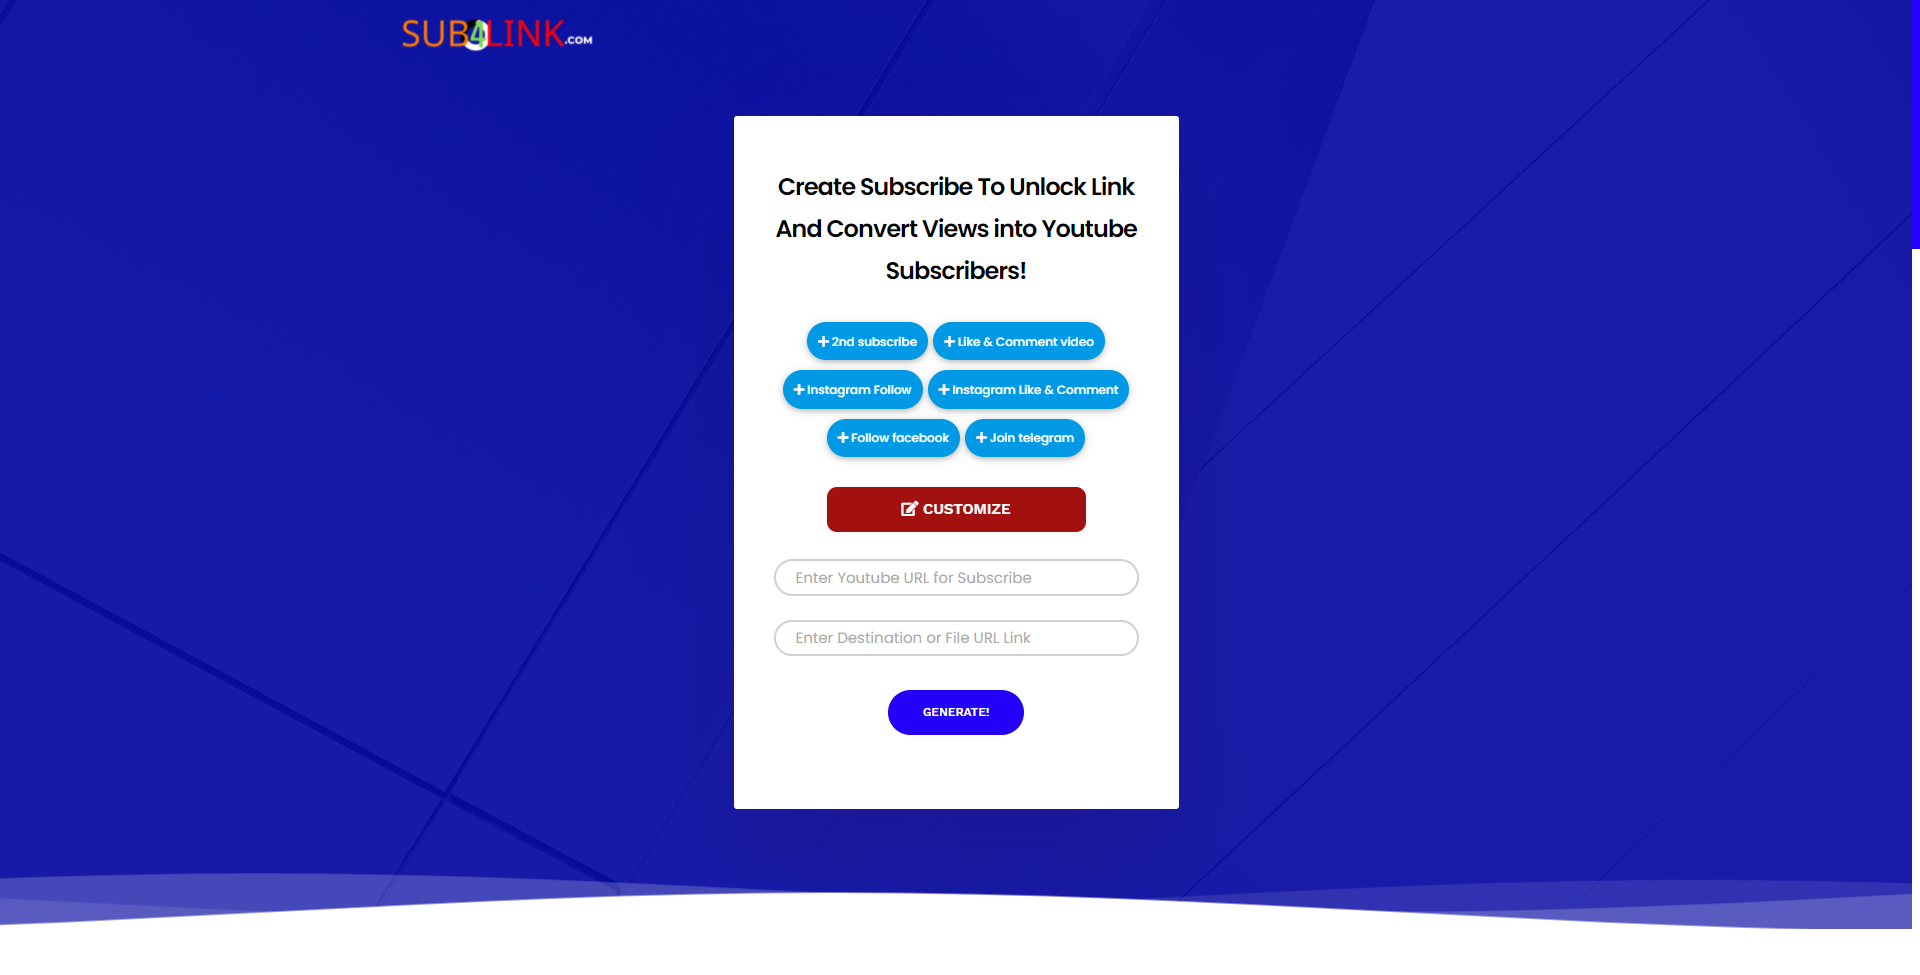 SUB4LINK.COM
Create Subscribe To Unlock Link
And Convert Views into Youtube
Subscribers!
2nd subscribe
Like & Comment video
Instagram Follow
Instagram Like & Comment
Follow facebook
Join telegram
CUSTOMIZE
Enter Youtube URL for Subscribe
Enter Destination or File URL Link
GENERATE!